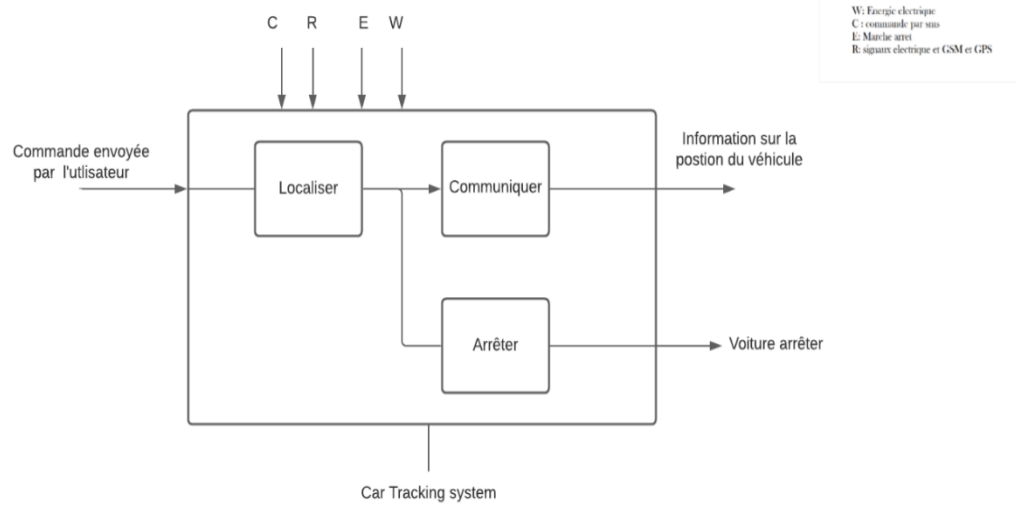 C R E W
W: Energie electrique
C : commande par sms
E: Marche arret
R: signaux electrique et GSM et GPS
Commande envoyée
par l'utlisateur
Localiser
Communiquer
Information sur la
postion du véhicule
Arrêter
Voiture arrêter
Car Tracking system